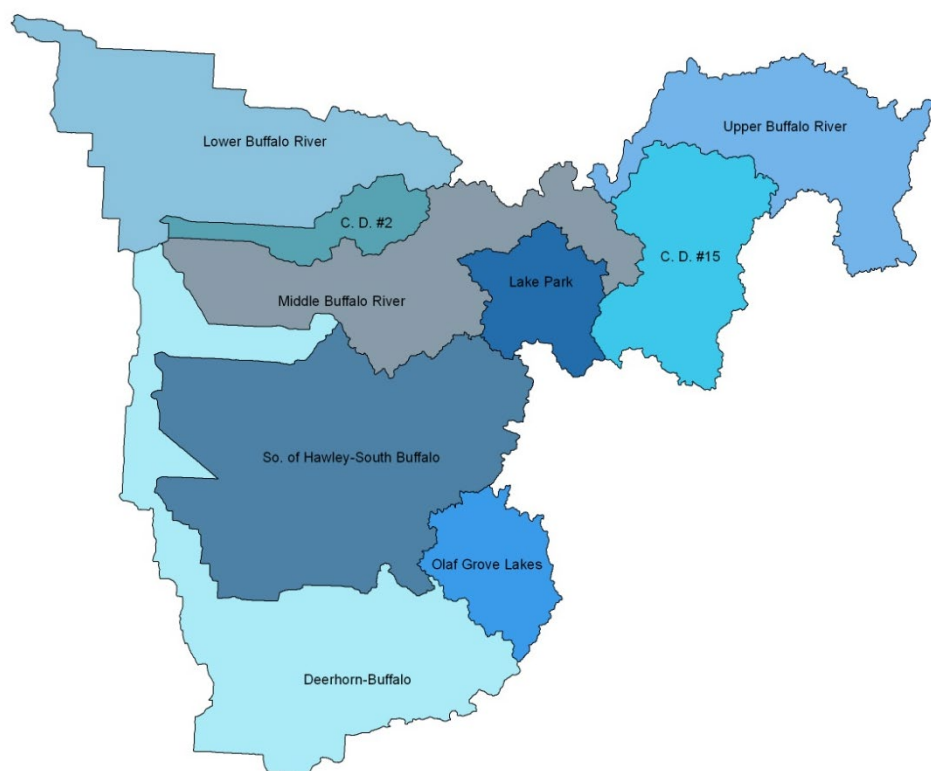 Upper Buffalo River
Lower Buffalo River
C. D. #2
C. D. #15
Lake Park
Middle Buffalo River
So. of Hawley-South Buffalo
Olaf Grove Lakes
Deerhorn-Buffalo